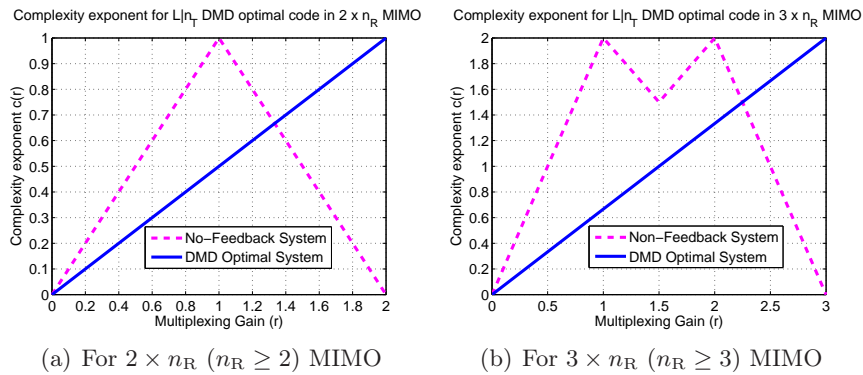 Complexity exponent for L|n_T DMD optimal code in 2 x n_R MIMO
Complexity exponent c(r)
1
0.9
0.8
0.7
0.6
0.5
0.4
0.3
0.2
0.1
0
No−Feedback System
DMD Optimal System
0 0.2 0.4 0.6 0.8 1 1.2 1.4 1.6 1.8 2
Multiplexing Gain (r)
(a) For 2 × n_R (n_R ≥ 2) MIMO
Complexity exponent for L|n_T DMD optimal code in 3 x n_R MIMO
Complexity exponent c(r)
2
1.8
1.6
1.4
1.2
1
0.8
0.6
0.4
0.2
0
Non−Feedback System
DMD Optimal System
0 0.5 1 1.5 2 2.5 3
Multiplexing Gain (r)
(b) For 3 × n_R (n_R ≥ 3) MIMO